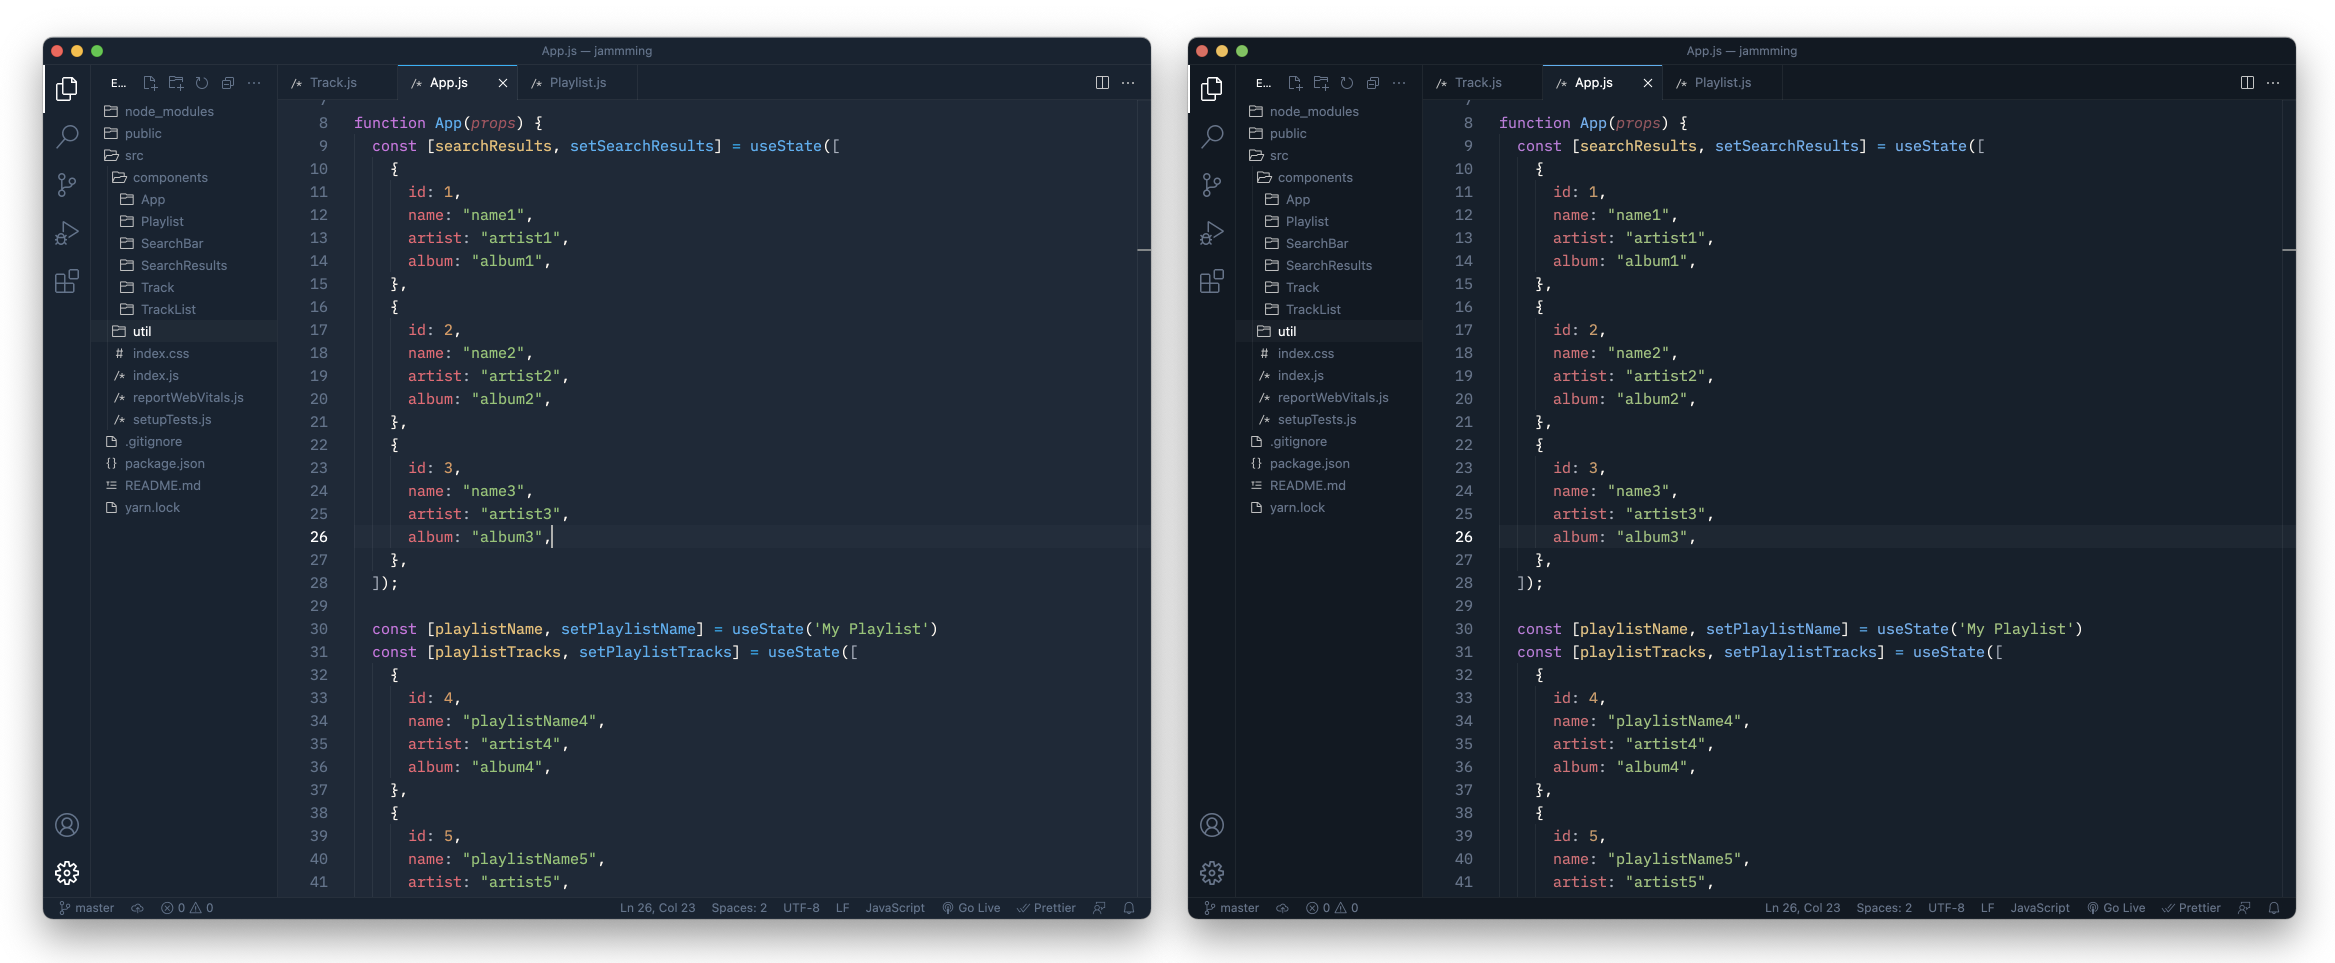 App.js — jammming
E...
Track.js
App.js
Playlist.js
node_modules
public
src
components
App
Playlist
SearchBar
SearchResults
Track
TrackList
util
# index.css
/* index.js
/* reportWebVitals.js
/* setupTests.js
.gitignore
{} package.json
README.md
yarn.lock
7
8 function App(props) {
9 const [searchResults, setSearchResults] = useState([
10 {
11 id: 1,
12 name: "name1",
13 artist: "artist1",
14 album: "album1",
15 },
16 {
17 id: 2,
18 name: "name2",
19 artist: "artist2",
20 album: "album2",
21 },
22 {
23 id: 3,
24 name: "name3",
25 artist: "artist3",
26 album: "album3",
27 },
28 ]);
29
30 const [playlistName, setPlaylistName] = useState('My Playlist')
31 const [playlistTracks, setPlaylistTracks] = useState([
32 {
33 id: 4,
34 name: "playlistName4",
35 artist: "artist4",
36 album: "album4",
37 },
38 {
39 id: 5,
40 name: "playlistName5",
41 artist: "artist5",
master 0 0 Ln 26, Col 23 Spaces: 2 UTF-8 LF JavaScript Go Live Prettier
App.js — jammming
E...
Track.js
App.js
Playlist.js
node_modules
public
src
components
App
Playlist
SearchBar
SearchResults
Track
TrackList
util
# index.css
/* index.js
/* reportWebVitals.js
/* setupTests.js
.gitignore
{} package.json
README.md
yarn.lock
7
8 function App(props) {
9 const [searchResults, setSearchResults] = useState([
10 {
11 id: 1,
12 name: "name1",
13 artist: "artist1",
14 album: "album1",
15 },
16 {
17 id: 2,
18 name: "name2",
19 artist: "artist2",
20 album: "album2",
21 },
22 {
23 id: 3,
24 name: "name3",
25 artist: "artist3",
26 album: "album3",
27 },
28 ]);
29
30 const [playlistName, setPlaylistName] = useState('My Playlist')
31 const [playlistTracks, setPlaylistTracks] = useState([
32 {
33 id: 4,
34 name: "playlistName4",
35 artist: "artist4",
36 album: "album4",
37 },
38 {
39 id: 5,
40 name: "playlistName5",
41 artist: "artist5",
master 0 0 Ln 26, Col 23 Spaces: 2 UTF-8 LF JavaScript Go Live Prettier